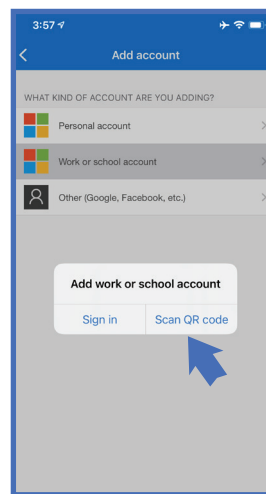 3:57
Add account
WHAT KIND OF ACCOUNT ARE YOU ADDING?
Personal account
Work or school account
Other (Google, Facebook, etc.)
Add work or school account
Sign in Scan QR code